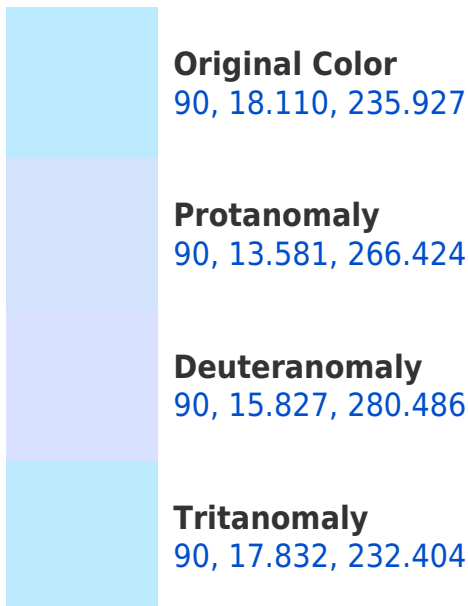 Original Color
90, 18.110, 235.927
Protanomaly
90, 13.581, 266.424
Deuteranomaly
90, 15.827, 280.486
Tritanomaly
90, 17.832, 232.404